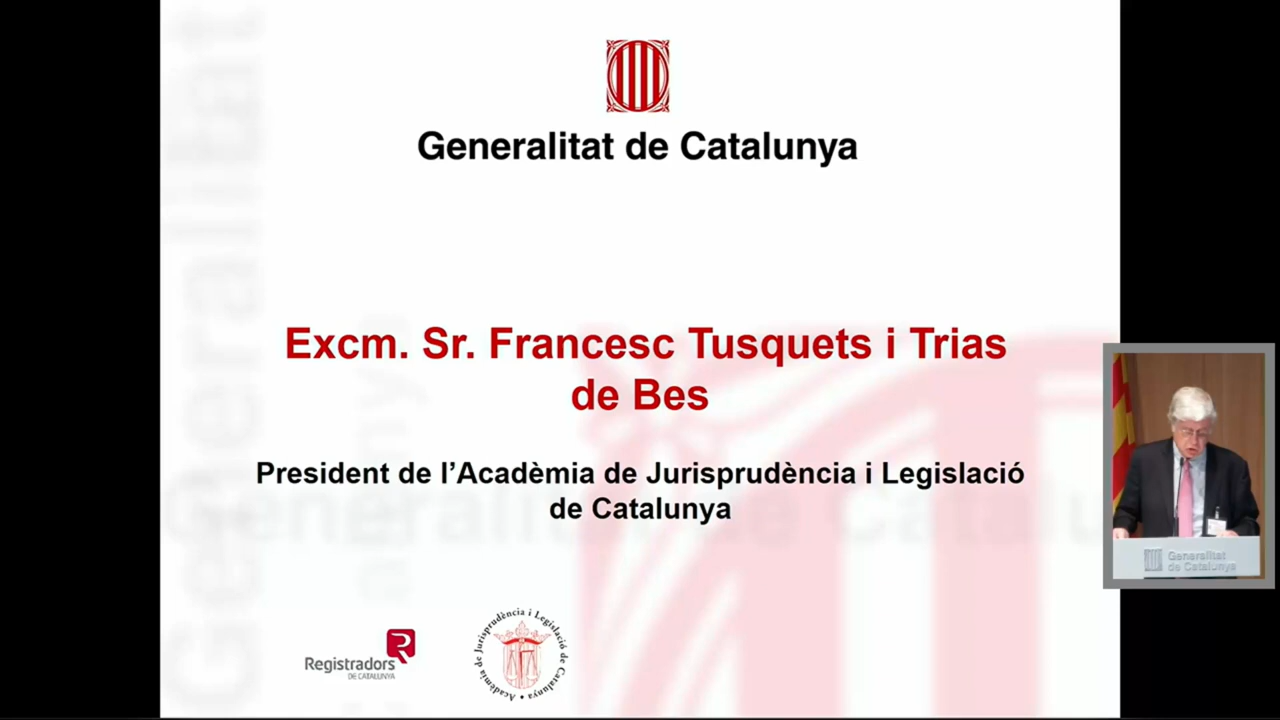 Generalitat de Catalunya
Excm. Sr. Francesc Tusquets i Trias
de Bes
President de l’Acadèmia de Jurisprudència i Legislació
de Catalunya
Registradors
DE CATALUNYA
Acadèmia de Jurisprudència i Legislació de Catalunya
Generalitat
de Catalunya